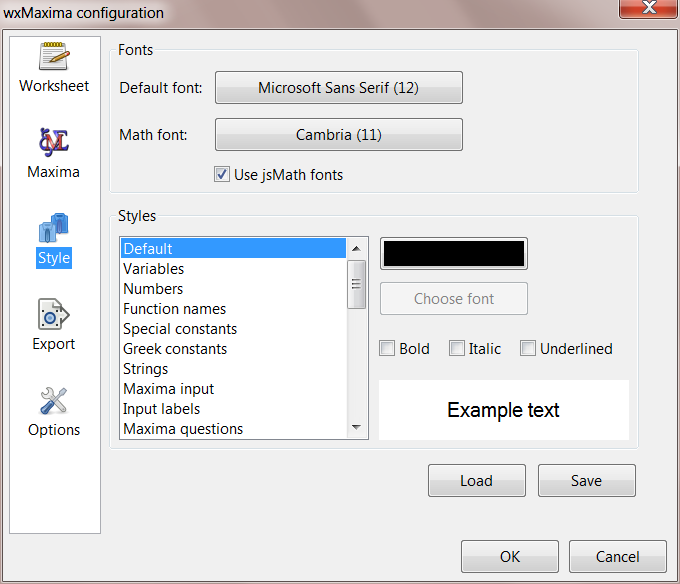 wxMaxima configuration
Worksheet
Maxima
Style
Export
Options
Fonts
Default font: Microsoft Sans Serif (12)
Math font: Cambria (11)
Use jsMath fonts
Styles
Default
Variables
Numbers
Function names
Special constants
Greek constants
Strings
Maxima input
Input labels
Maxima questions
Choose font
Bold Italic Underlined
Example text
Load Save
OK Cancel